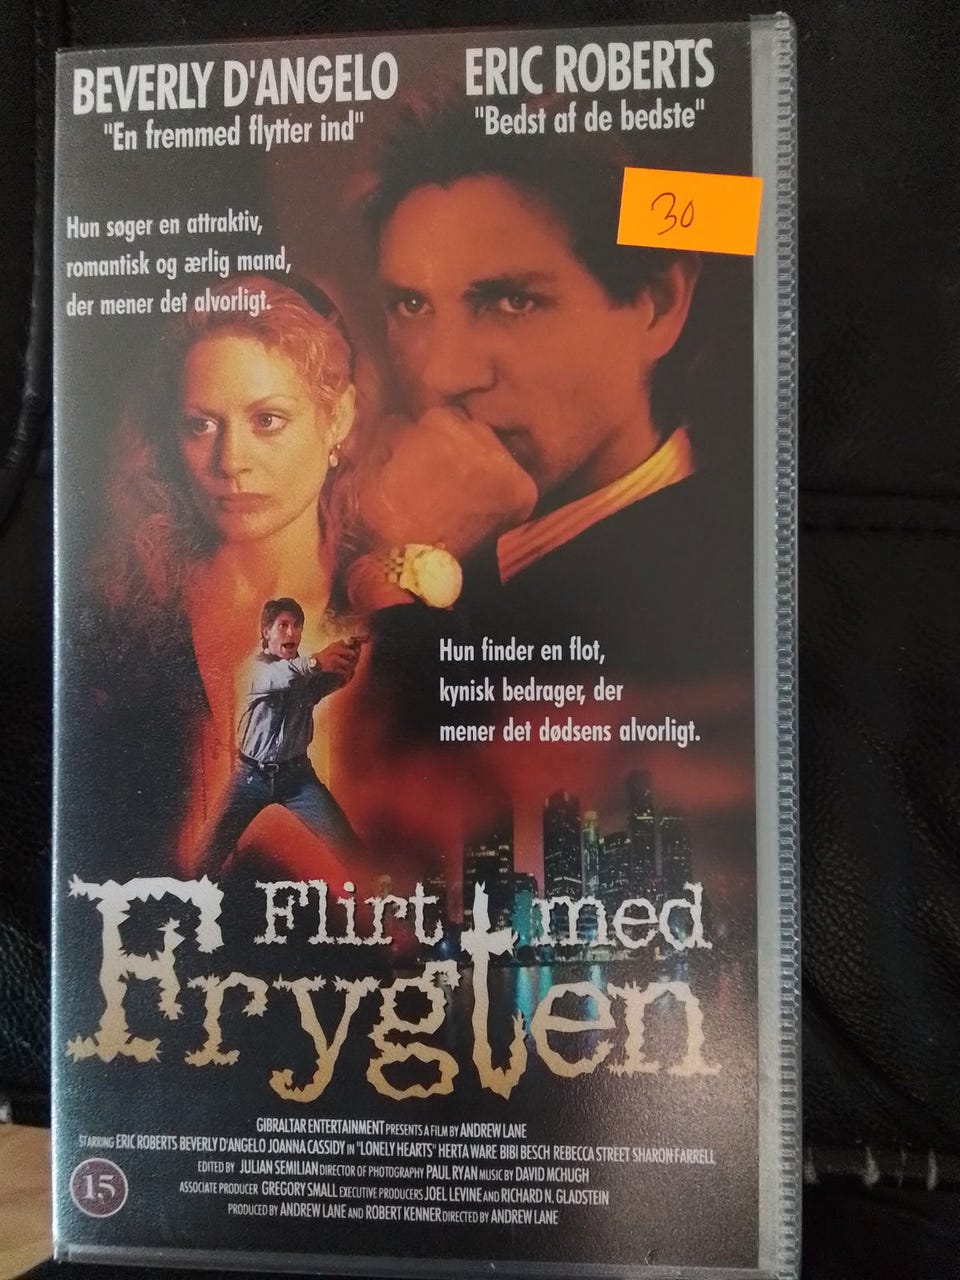 BEVERLY D'ANGELO
"En fremmed flytter ind"
ERIC ROBERTS
"Bedst af de bedste"
30
Hun søger en attraktiv,
romantisk og ærlig mand,
der mener det alvorligt.
Hun finder en flot,
kynisk bedrager, der
mener det dødsens alvorligt.
Flirt med
Frygten
GIBRALTAR ENTERTAINMENT PRESENTS A FILM BY ANDREW LANE
STARRING ERIC ROBERTS BEVERLY D'ANGELO JOANNA CASSIDY IN "LONELY HEARTS" HERTA WARE BIBI BESCH REBECCA STREET SHARON FARRELL
EDITED BY JULIAN SEMILIAN DIRECTOR OF PHOTOGRAPHY PAUL RYAN MUSIC BY DAVID MCHUGH
ASSOCIATE PRODUCER GREGORY SMALL EXECUTIVE PRODUCERS JOEL LEVINE AND RICHARD N. GLADSTEIN
PRODUCED BY ANDREW LANE AND ROBERT KENNER DIRECTED BY ANDREW LANE
15